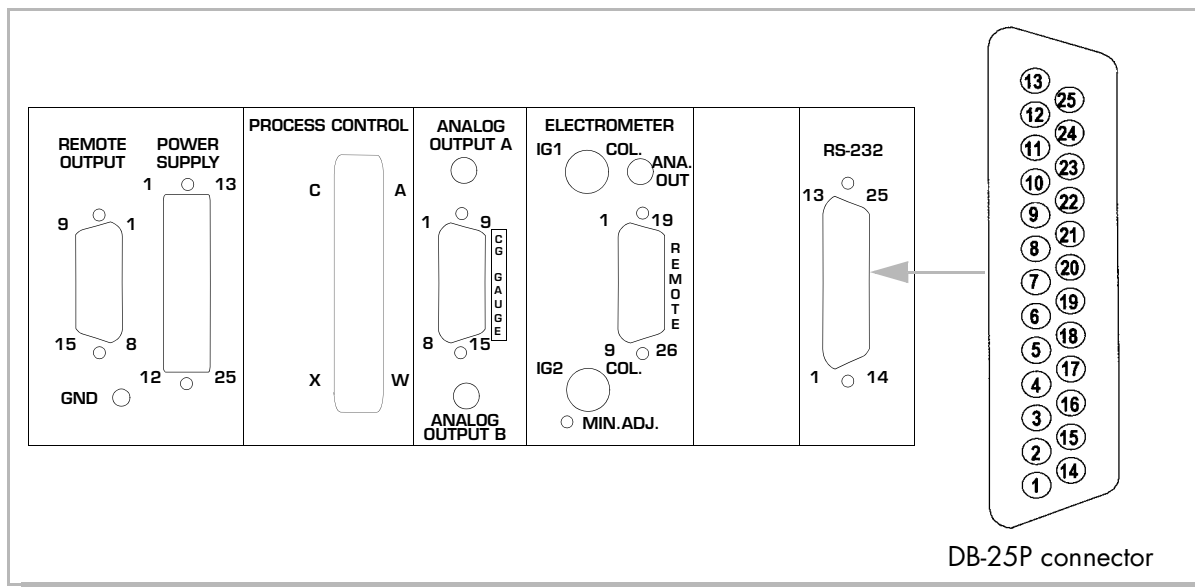 REMOTE
OUTPUT
9 1
15 8
GND
POWER
SUPPLY
1 13
12 25
PROCESS CONTROL
C A
X W
ANALOG
OUTPUT A
1 9
CG GAUGE
8 15
ANALOG
OUTPUT B
ELECTROMETER
IG1 COL.
ANA.
OUT
1 19
REMOTE
9 26
IG2 COL.
MIN.ADJ.
RS-232
13 25
1 14
13
25
12
24
11
23
10
22
9
21
8
20
7
19
6
18
5
17
4
16
3
15
2
14
1
DB-25P connector